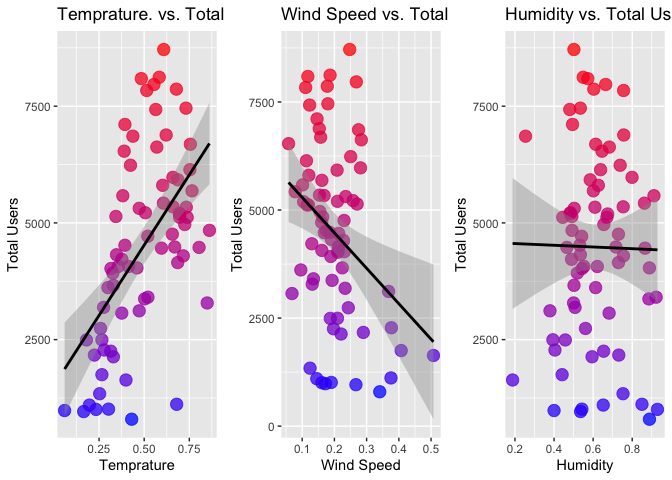 Temprature. vs. Total
Total Users
7500
5000
2500
0.25 0.50 0.75
Temprature
Wind Speed vs. Total
Total Users
7500
5000
2500
0
0.1 0.2 0.3 0.4 0.5
Wind Speed
Humidity vs. Total Us
Total Users
7500
5000
2500
0.2 0.4 0.6 0.8
Humidity